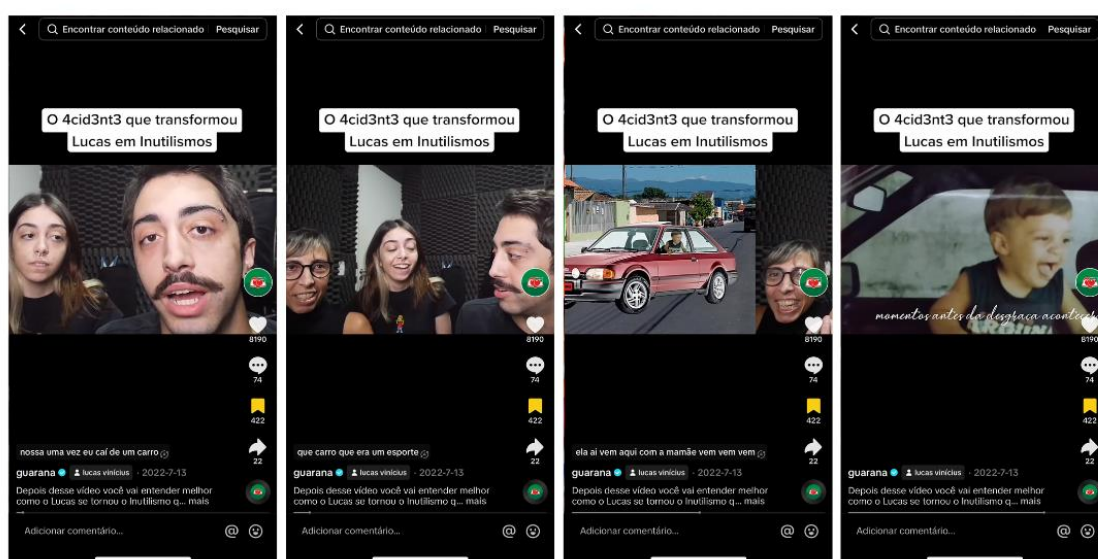 Encontrar conteúdo relacionado Pesquisar
O 4cid3nt3 que transformou
Lucas em Inutilismos
8190
74
422
nossa uma vez eu caí de um carro
22
guarana lucas vinícius · 2022-7-13
Depois desse vídeo você vai entender melhor
como o Lucas se tornou o Inutilismo q... mais
Adicionar comentário...
Encontrar conteúdo relacionado Pesquisar
O 4cid3nt3 que transformou
Lucas em Inutilismos
8190
74
422
que carro que era um esporte
22
guarana lucas vinícius · 2022-7-13
Depois desse vídeo você vai entender melhor
como o Lucas se tornou o Inutilismo q... mais
Adicionar comentário...
Encontrar conteúdo relacionado Pesquisar
O 4cid3nt3 que transformou
Lucas em Inutilismos
8190
74
422
ela ai vem aqui com a mamãe vem vem vem
22
guarana lucas vinícius · 2022-7-13
Depois desse vídeo você vai entender melhor
como o Lucas se tornou o Inutilismo q... mais
Adicionar comentário...
Encontrar conteúdo relacionado Pesquisar
O 4cid3nt3 que transformou
Lucas em Inutilismos
momentos antes da desgraça
8190
74
422
22
guarana lucas vinícius · 2022-7-13
Depois desse vídeo você vai entender melhor
como o Lucas se tornou o Inutilismo q... mais
Adicionar comentário...